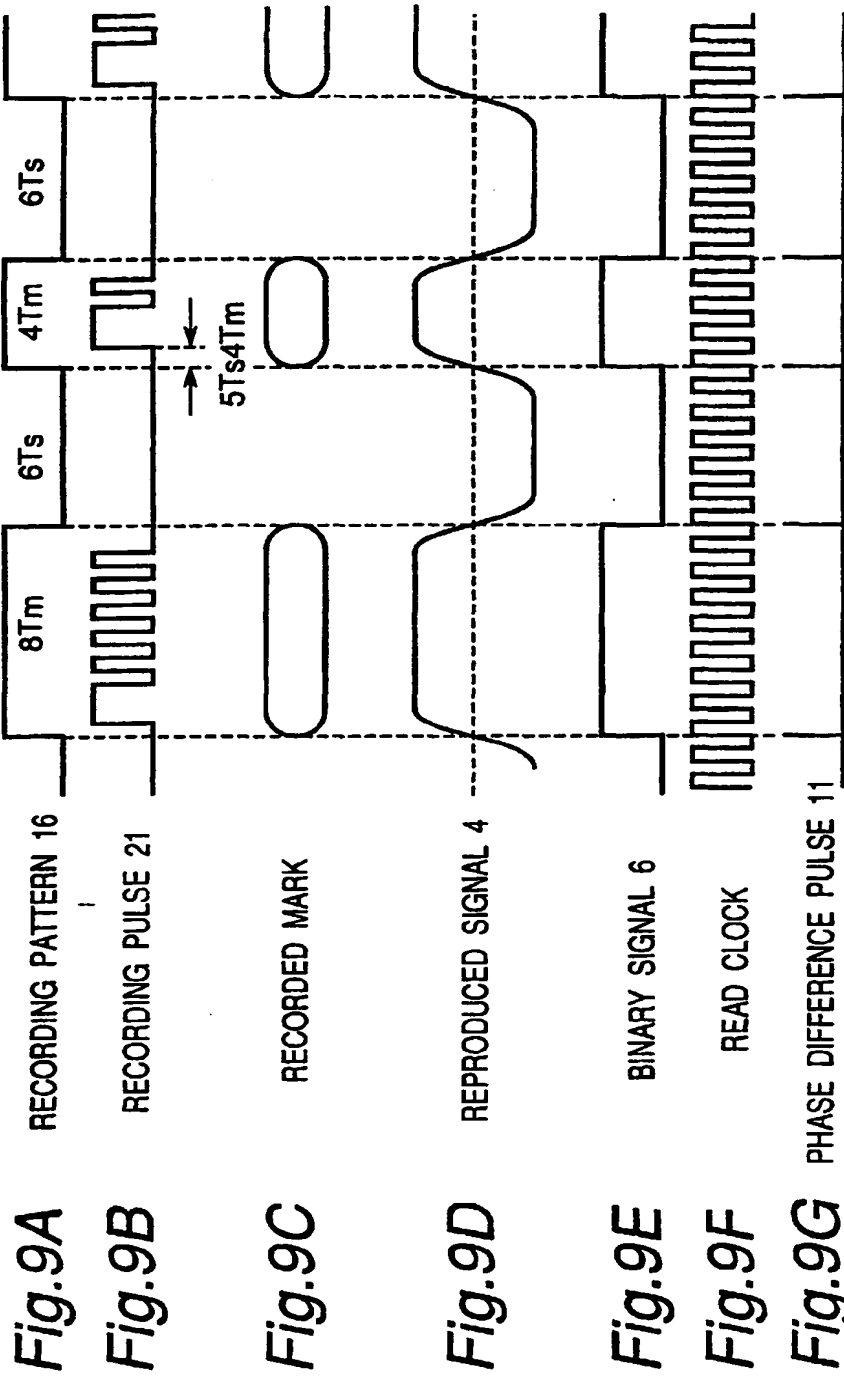 Fig.9A RECORDING PATTERN 16 8Tm 6Ts 4Tm 6Ts
Fig.9B RECORDING PULSE 21
5Ts4Tm
Fig.9C RECORDED MARK
Fig.9D REPRODUCED SIGNAL 4
Fig.9E BINARY SIGNAL 6
Fig.9F READ CLOCK
Fig.9G PHASE DIFFERENCE PULSE 11